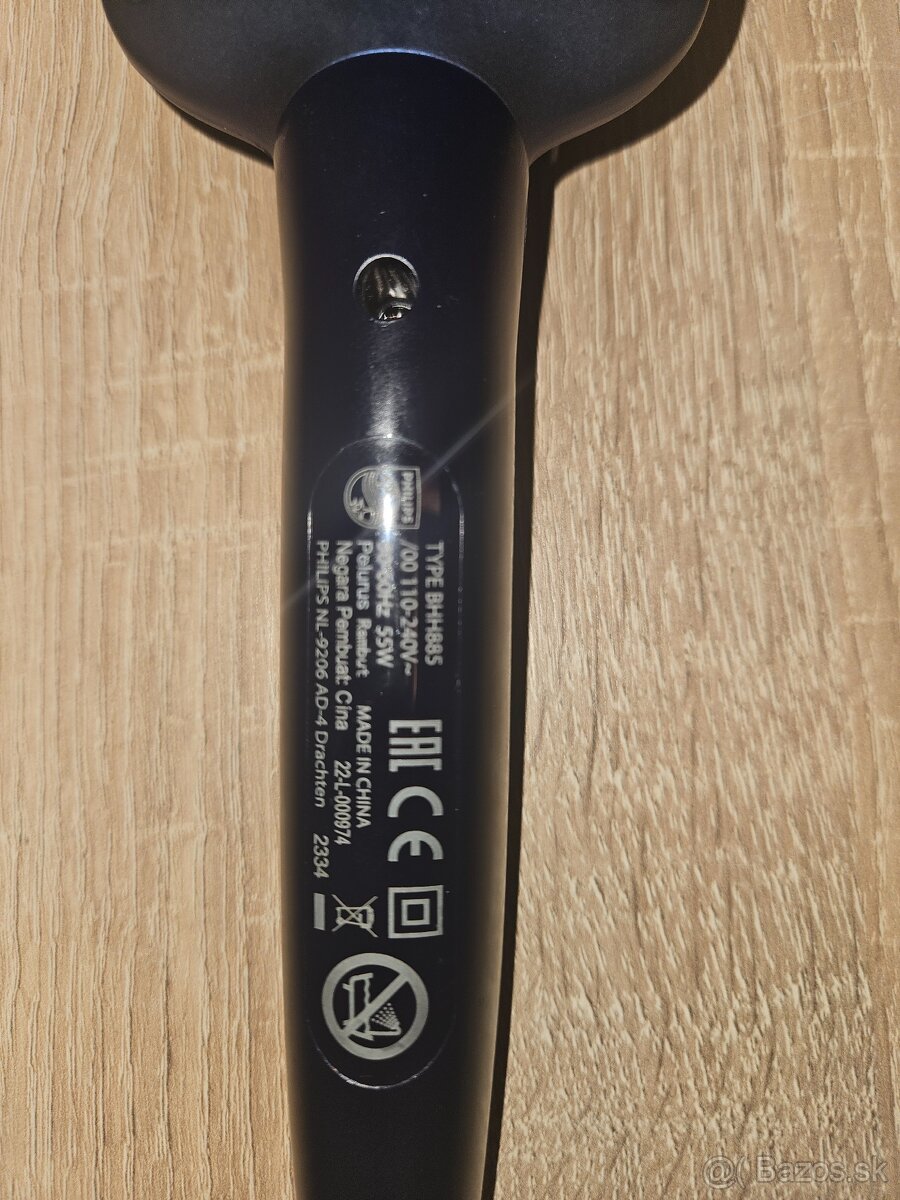 PHILIPS
TYPE BHH885
/00 110-240V~
60Hz 55W
Pelurus Rambut MADE IN CHINA
Negara Pembuat: Cina 22-L-000974
PHILIPS NL-9206 AD-4 Drachten 2334
EAC CE
Bazos.sk